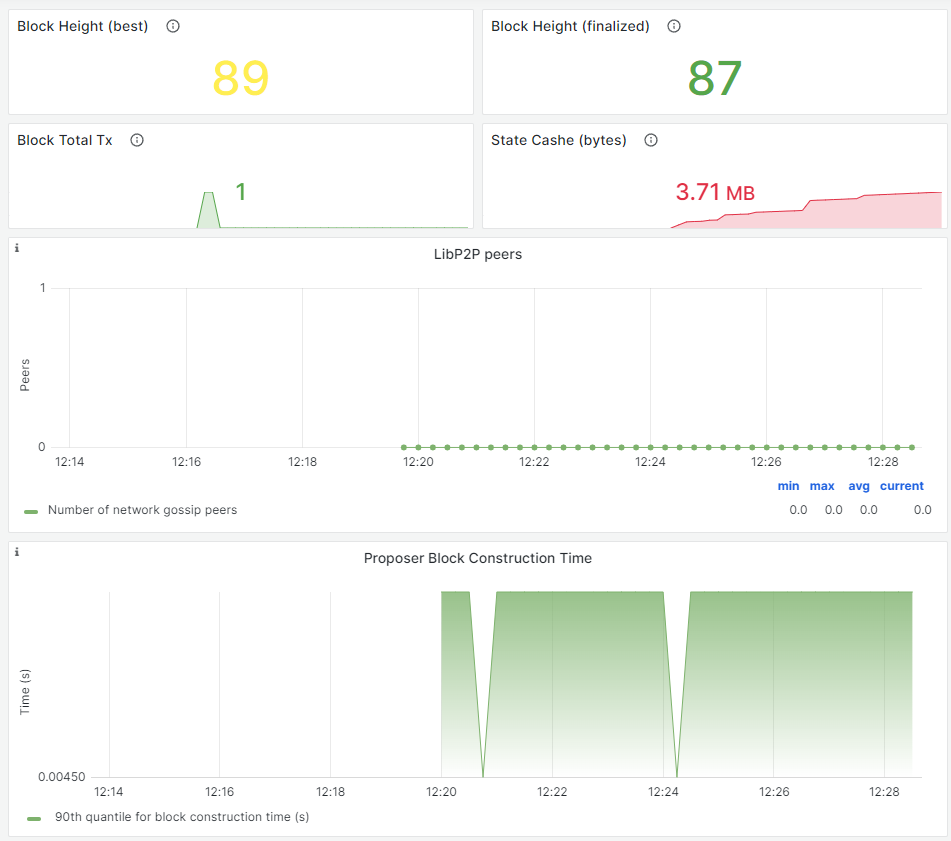 Block Height (best)
89
Block Height (finalized)
87
Block Total Tx
1
State Cashe (bytes)
3.71 MB
LibP2P peers
Peers
1
0
12:14 12:16 12:18 12:20 12:22 12:24 12:26 12:28
min max avg current
Number of network gossip peers 0.0 0.0 0.0 0.0
Proposer Block Construction Time
Time (s)
0.00450
12:14 12:16 12:18 12:20 12:22 12:24 12:26 12:28
90th quantile for block construction time (s)